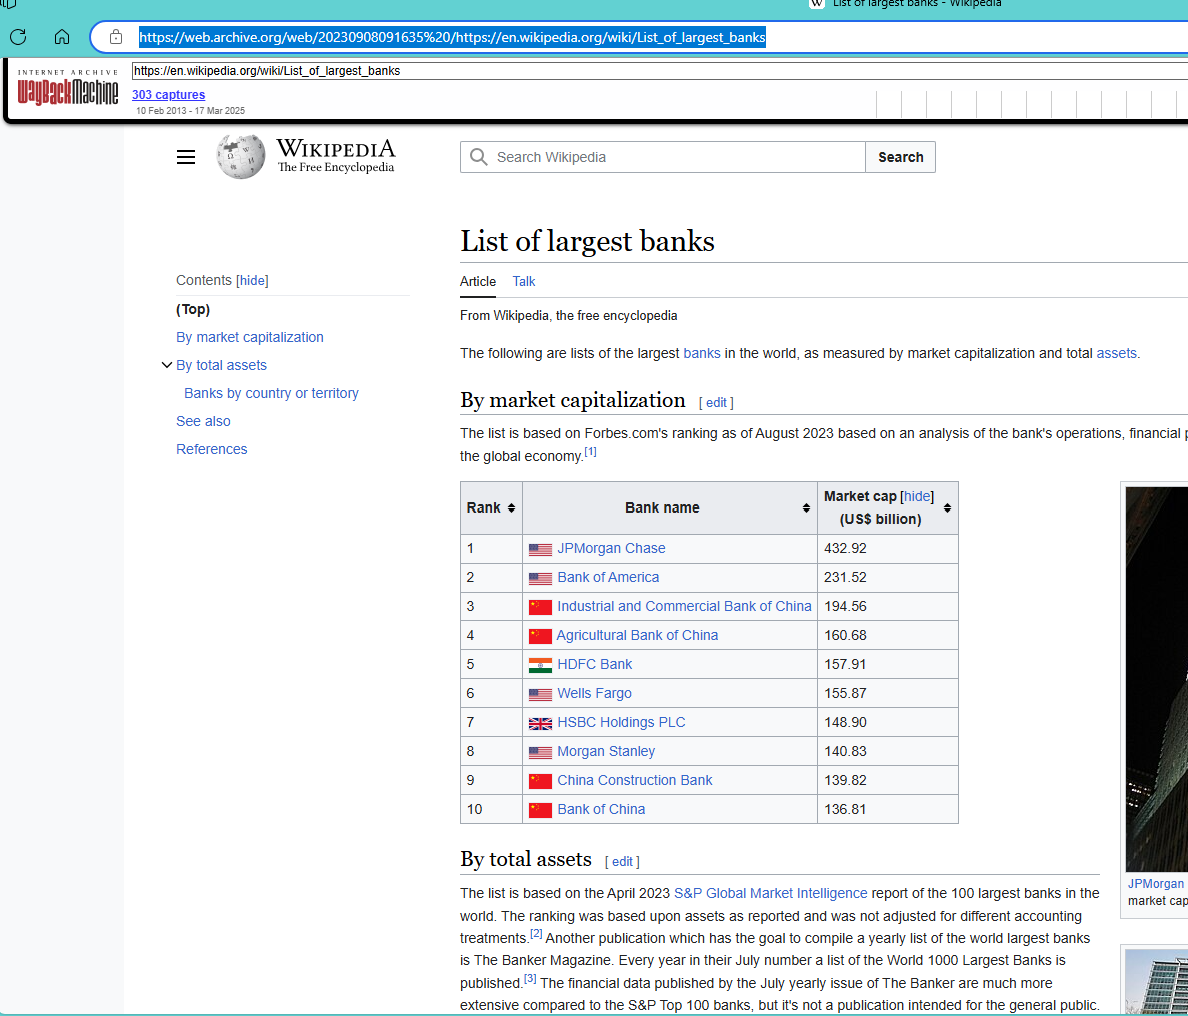 List of largest banks - Wikipedia
https://web.archive.org/web/20230908091635%20/https://en.wikipedia.org/wiki/List_of_largest_banks
INTERNET ARCHIVE
WayBackMachine
https://en.wikipedia.org/wiki/List_of_largest_banks
303 captures
10 Feb 2013 - 17 Mar 2025
WIKIPEDIA
The Free Encyclopedia
Search Wikipedia
Search
List of largest banks
Contents [hide]
(Top)
By market capitalization
By total assets
Banks by country or territory
See also
References
Article Talk
From Wikipedia, the free encyclopedia
The following are lists of the largest banks in the world, as measured by market capitalization and total assets.
By market capitalization [ edit ]
The list is based on Forbes.com's ranking as of August 2023 based on an analysis of the bank's operations, financial p
the global economy.[1]
Rank Bank name Market cap [hide]
(US$ billion)
1 JPMorgan Chase 432.92
2 Bank of America 231.52
3 Industrial and Commercial Bank of China 194.56
4 Agricultural Bank of China 160.68
5 HDFC Bank 157.91
6 Wells Fargo 155.87
7 HSBC Holdings PLC 148.90
8 Morgan Stanley 140.83
9 China Construction Bank 139.82
10 Bank of China 136.81
JPMorgan
market cap
By total assets [ edit ]
The list is based on the April 2023 S&P Global Market Intelligence report of the 100 largest banks in the
world. The ranking was based upon assets as reported and was not adjusted for different accounting
treatments.[2] Another publication which has the goal to compile a yearly list of the world largest banks
is The Banker Magazine. Every year in their July number a list of the World 1000 Largest Banks is
published.[3] The financial data published by the July yearly issue of The Banker are much more
extensive compared to the S&P Top 100 banks, but it's not a publication intended for the general public.